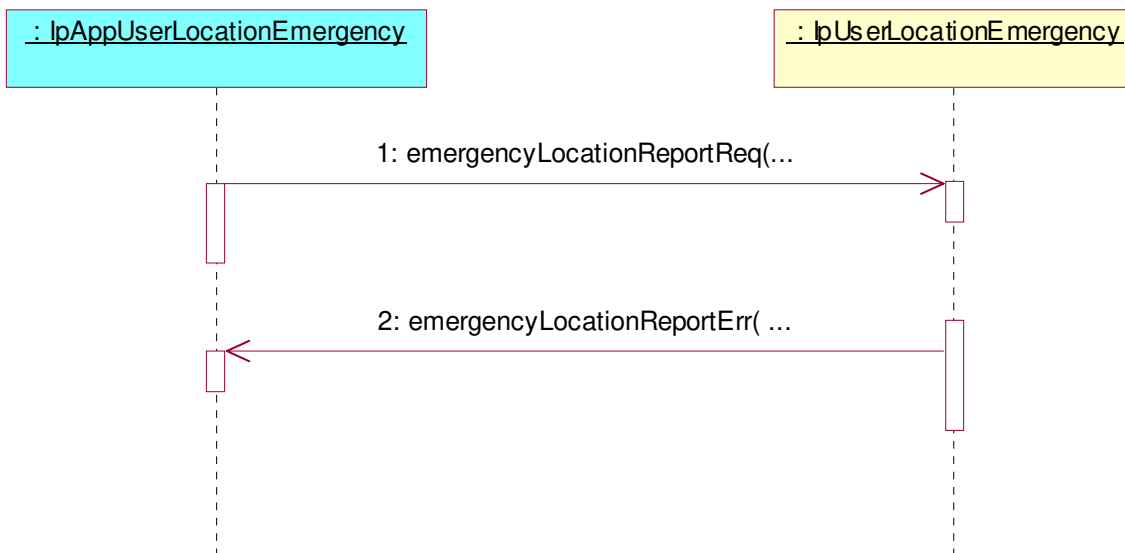 : IpAppUserLocationEmergency
: IpUserLocationEmergency
1: emergencyLocationReportReq(...
2: emergencyLocationReportErr( ...